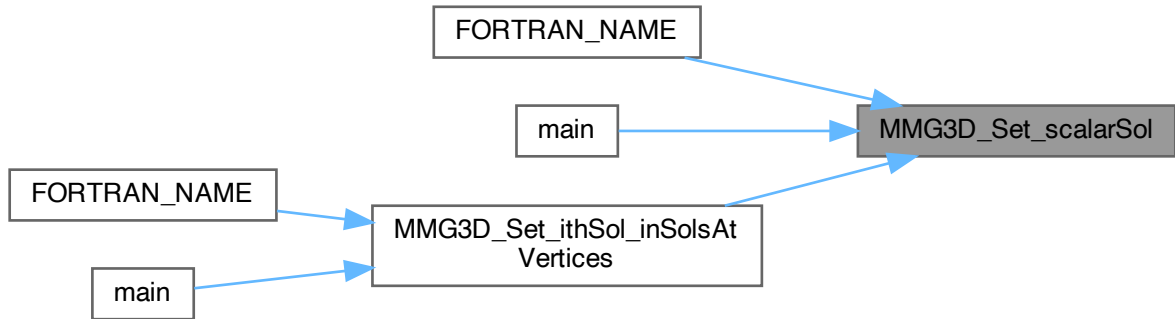 FORTRAN_NAME
main
MMG3D_Set_scalarSol
FORTRAN_NAME
MMG3D_Set_ithSol_inSolsAt
Vertices
main